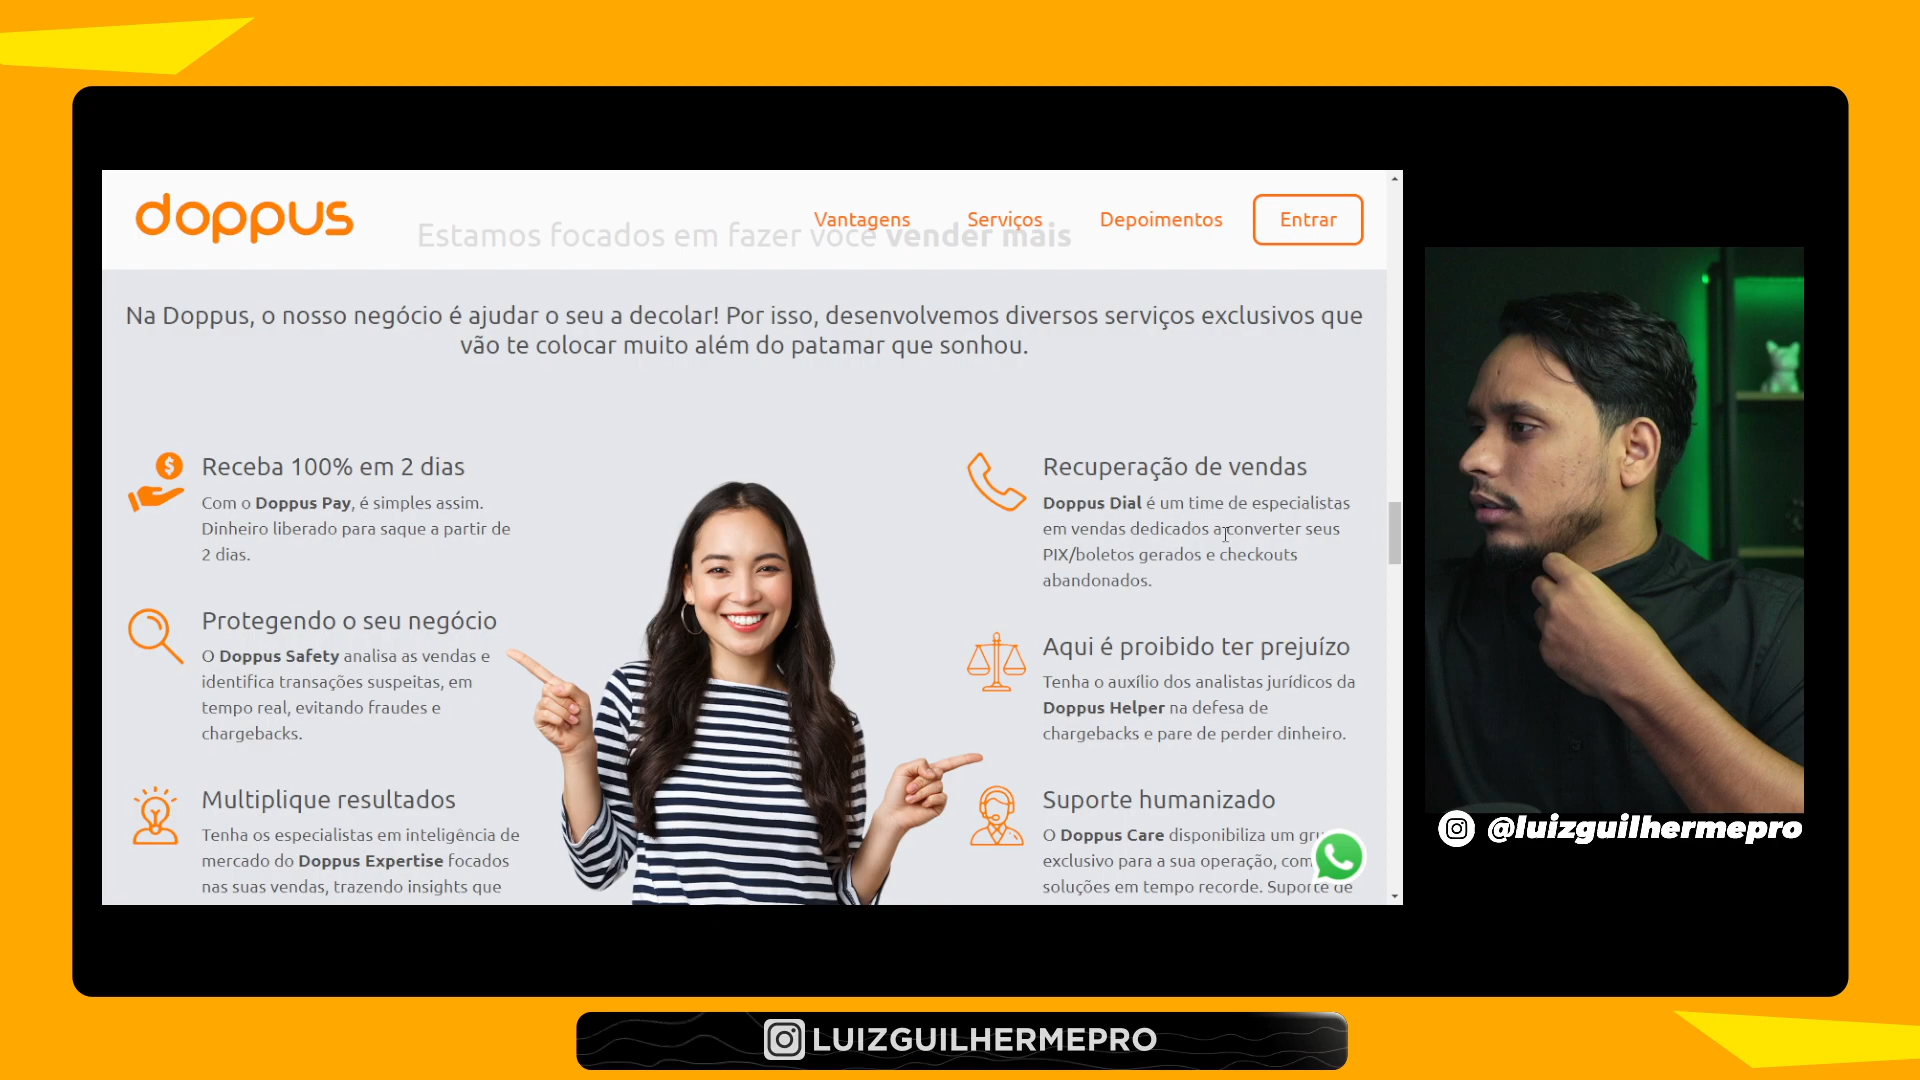 doppus
Vantagens
Serviços
Depoimentos
Entrar
Estamos focados em fazer você vender mais
Na Doppus, o nosso negócio é ajudar o seu a decolar! Por isso, desenvolvemos diversos serviços exclusivos que
vão te colocar muito além do patamar que sonhou.
Receba 100% em 2 dias
Com o Doppus Pay, é simples assim.
Dinheiro liberado para saque a partir de
2 dias.
Protegendo o seu negócio
O Doppus Safety analisa as vendas e
identifica transações suspeitas, em
tempo real, evitando fraudes e
chargebacks.
Multiplique resultados
Tenha os especialistas em inteligência de
mercado do Doppus Expertise focados
nas suas vendas, trazendo insights que
Recuperação de vendas
Doppus Dial é um time de especialistas
em vendas dedicados a converter seus
PIX/boletos gerados e checkouts
abandonados.
Aqui é proibido ter prejuízo
Tenha o auxílio dos analistas jurídicos da
Doppus Helper na defesa de
chargebacks e pare de perder dinheiro.
Suporte humanizado
O Doppus Care disponibiliza um
exclusivo para a sua operação,
soluções em tempo recorde. Suporte de
@luizguilhermepro
LUIZGUILHERMEPRO